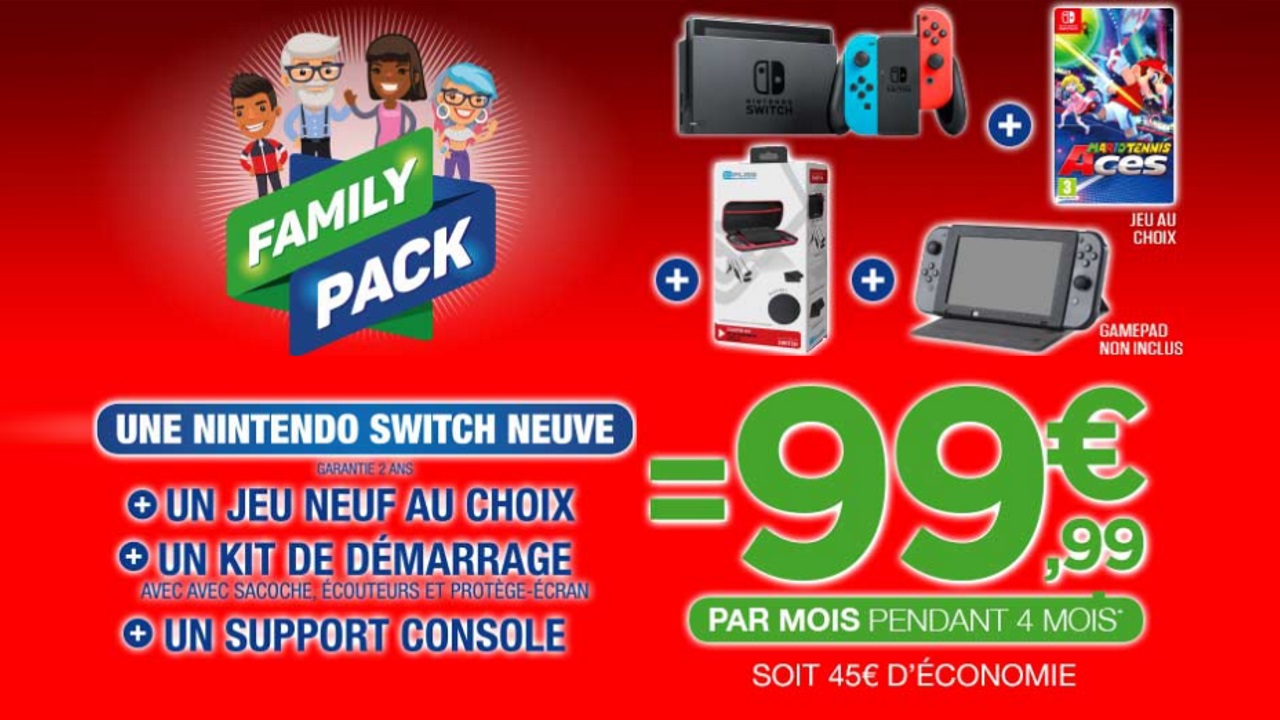 FAMILY
PACK
NINTENDO
SWITCH
MARIO TENNIS
ACES
3
JEU AU
CHOIX
GAMEPAD
NON INCLUS
UNE NINTENDO SWITCH NEUVE
GARANTIE 2 ANS
+ UN JEU NEUF AU CHOIX
+ UN KIT DE DÉMARRAGE
AVEC AVEC SACOCHE, ÉCOUTEURS ET PROTÈGE-ÉCRAN
+ UN SUPPORT CONSOLE
=99€,99
PAR MOIS PENDANT 4 MOIS*
SOIT 45€ D'ÉCONOMIE